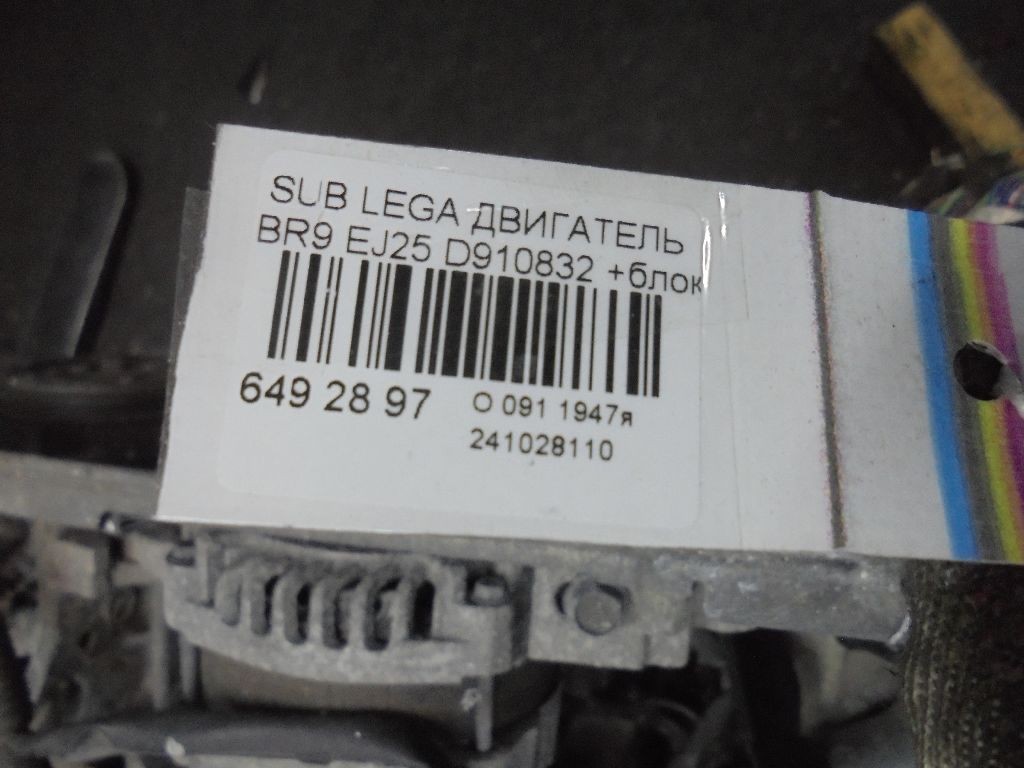 SUB LEGA ДВИГАТЕЛЬ
BR9 EJ25 D910832 +блок
649 28 97
O 091 1947я
241028110